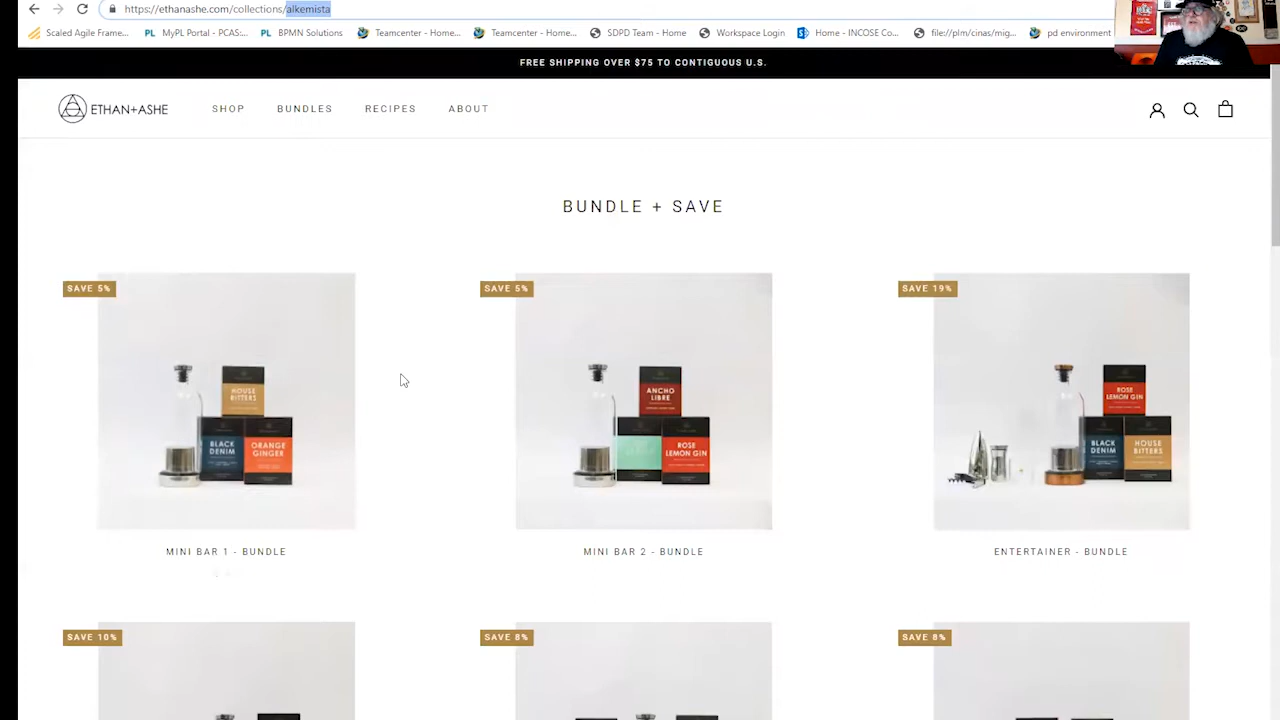 https://ethanashe.com/collections/alkemista
Scaled Agile Frame... MyPL Portal - PCAS:... BPMN Solutions Teamcenter - Home... Teamcenter - Home... SDPD Team - Home Workspace Login Home - INCOSE Co... file://plm/cinas/mig... pd environment
FREE SHIPPING OVER $75 TO CONTIGUOUS U.S.
ETHAN+ASHE SHOP BUNDLES RECIPES ABOUT
BUNDLE + SAVE
SAVE 5% SAVE 5% SAVE 19%
HOUSE BITTERS
BLACK DENIM
ORANGE GINGER
ANCHO LIBRE
ROSE LEMON GIN
ROSE LEMON GIN
BLACK DENIM
HOUSE BITTERS
MINI BAR 1 - BUNDLE MINI BAR 2 - BUNDLE ENTERTAINER - BUNDLE
SAVE 10% SAVE 8% SAVE 8%